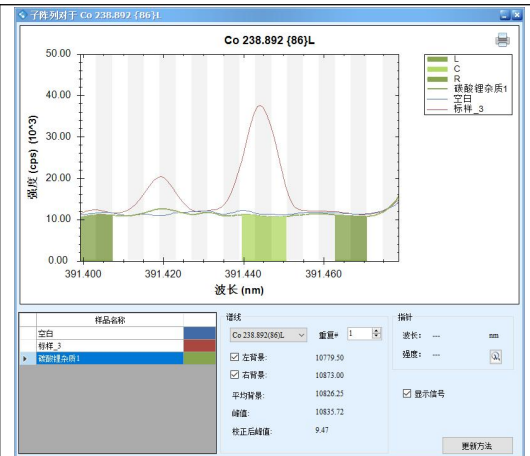 子阵列对于 Co 238.892 {86}L
Co 238.892 {86}L
50.00
40.00
30.00
20.00
10.00
0.00
强度 (cps) (10^3)
391.400
391.420
391.440
391.460
波长 (nm)
L
C
R
碳酸锂杂质1
空白
标样_3
样品名称
空白
标样_3
碳酸锂杂质1
谱线
Co 238.892{86}L
重复# 1
左背景: 10779.50
右背景: 10873.00
平均背景: 10826.25
峰值: 10835.72
校正后峰值: 9.47
指针
波长: --- nm
强度: ---
显示信号
更新方法